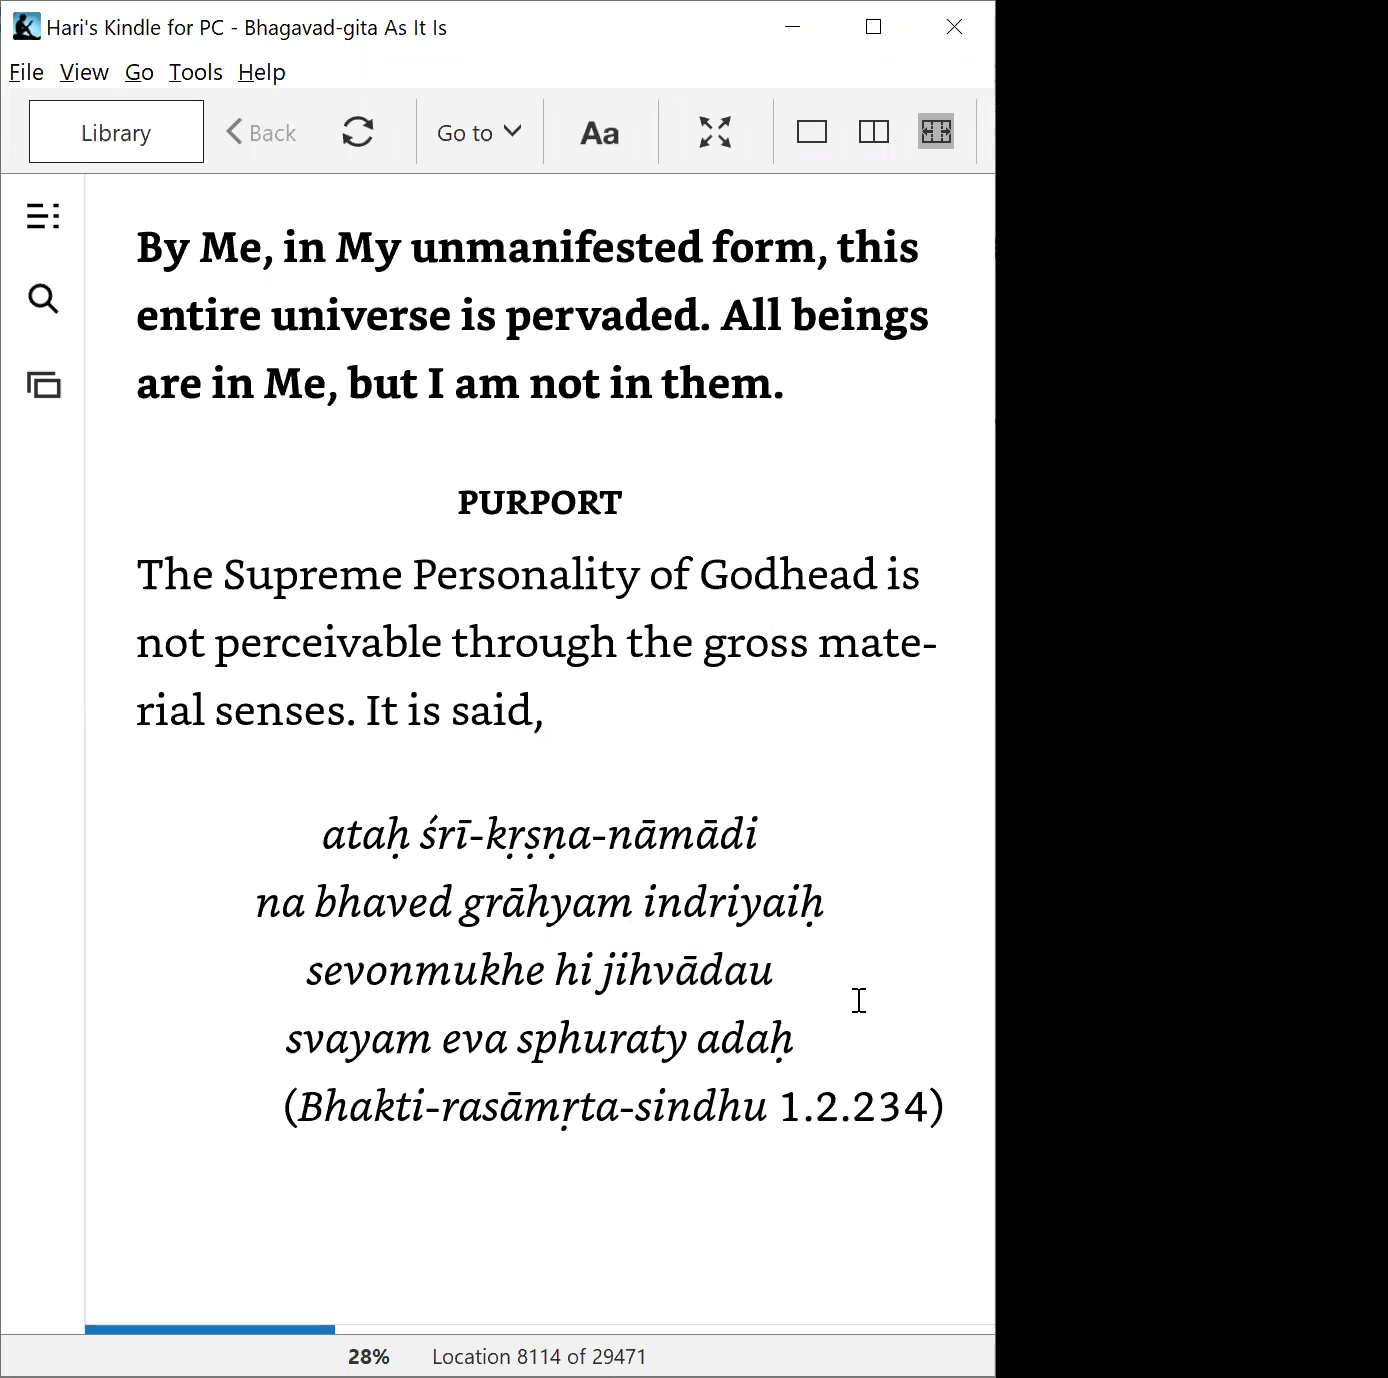 Hari's Kindle for PC - Bhagavad-gita As It Is
File View Go Tools Help
Library Back Go to Aa
By Me, in My unmanifested form, this
entire universe is pervaded. All beings
are in Me, but I am not in them.
PURPORT
The Supreme Personality of Godhead is
not perceivable through the gross mate-
rial senses. It is said,
ataḥ śrī-kṛṣṇa-nāmādi
na bhaved grāhyam indriyaiḥ
sevonmukhe hi jihvādau
svayam eva sphuraty adaḥ
(Bhakti-rasāmṛta-sindhu 1.2.234)
28% Location 8114 of 29471